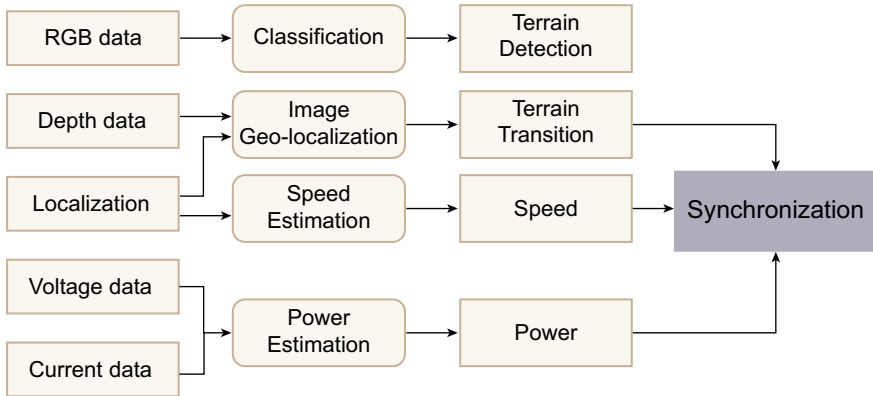 RGB data
Classification
Terrain
Detection
Depth data
Image
Geo-localization
Terrain
Transition
Localization
Speed
Estimation
Speed
Synchronization
Voltage data
Power
Estimation
Power
Current data